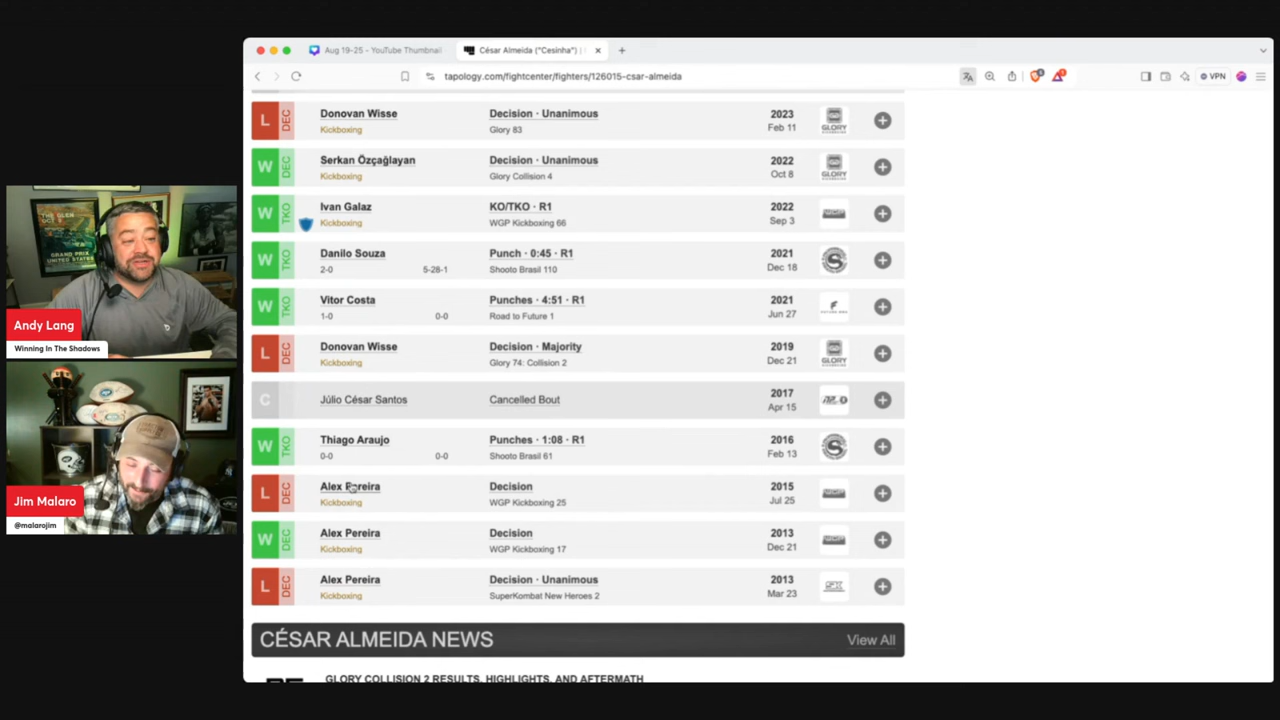 Aug 19-25 - YouTube Thumbnail
César Almeida ("Cesinha") |
tapology.com/fightcenter/fighters/126015-csar-almeida
VPN
L DEC Donovan Wisse Decision · Unanimous 2023
Kickboxing Glory 83 Feb 11 GLORY
W DEC Serkan Özçağlayan Decision · Unanimous 2022
Kickboxing Glory Collision 4 Oct 8 GLORY
W TKO Ivan Galaz KO/TKO · R1 2022
Kickboxing WGP Kickboxing 66 Sep 3
W TKO Danilo Souza Punch · 0:45 · R1 2021
2-0 5-28-1 Shooto Brasil 110 Dec 18
W TKO Vitor Costa Punches · 4:51 · R1 2021
1-0 0-0 Road to Future 1 Jun 27
L DEC Donovan Wisse Decision · Majority 2019
Kickboxing Glory 74: Collision 2 Dec 21 GLORY
C Júlio César Santos Cancelled Bout 2017
Apr 15
W TKO Thiago Araujo Punches · 1:08 · R1 2016
0-0 0-0 Shooto Brasil 61 Feb 13
L DEC Alex Pereira Decision 2015
Kickboxing WGP Kickboxing 25 Jul 25
W DEC Alex Pereira Decision 2013
Kickboxing WGP Kickboxing 17 Dec 21
L DEC Alex Pereira Decision · Unanimous 2013
Kickboxing SuperKombat New Heroes 2 Mar 23
CÉSAR ALMEIDA NEWS View All
GLORY COLLISION 2 RESULTS, HIGHLIGHTS, AND AFTERMATH
THE GLEN
GRAND PRIX
UNITED STATES
Andy Lang
Winning In The Shadows
Jim Malaro
@malarojim